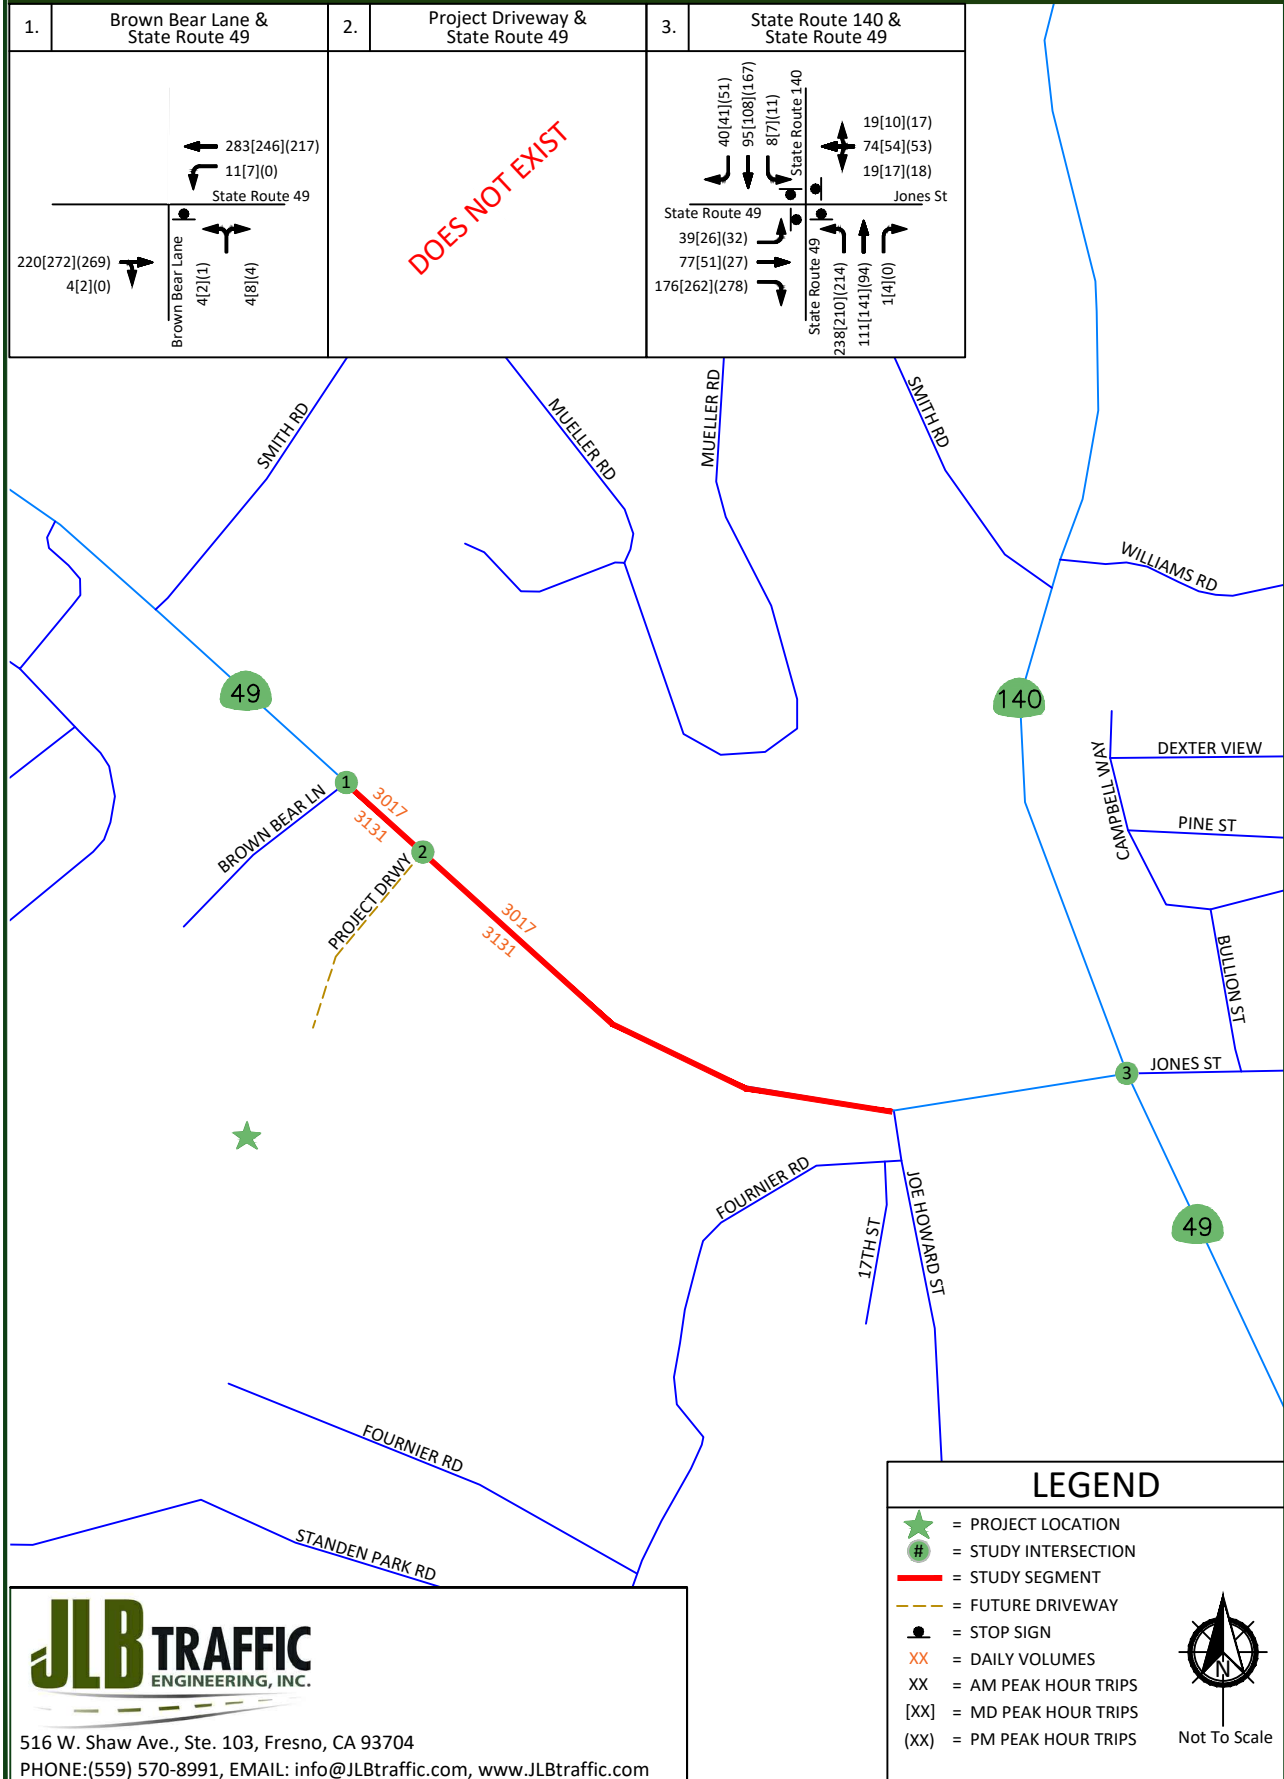 1.
Brown Bear Lane &
State Route 49
2.
Project Driveway &
State Route 49
3.
State Route 140 &
State Route 49
283[246](217)
11[7](0)
State Route 49
220[272](269)
4[2](0)
Brown Bear Lane
4[2](1)
4[8](4)
DOES NOT EXIST
40[41](51)
95[108](167)
8[7](11)
State Route 140
19[10](17)
74[54](53)
19[17](18)
State Route 49
Jones St
39[26](32)
77[51](27)
176[262](278)
State Route 49
238[210](214)
111[141](94)
1[4](0)
SMITH RD
MUELLER RD
MUELLER RD
SMITH RD
WILLIAMS RD
49
140
DEXTER VIEW
CAMPBELL WAY
PINE ST
1
3017
3131
BROWN BEAR LN
2
PROJECT DRWY
3017
3131
BULLION ST
3
JONES ST
FOURNIER RD
JOE HOWARD ST
17TH ST
49
FOURNIER RD
STANDEN PARK RD
LEGEND
= PROJECT LOCATION
# = STUDY INTERSECTION
= STUDY SEGMENT
= FUTURE DRIVEWAY
= STOP SIGN
XX = DAILY VOLUMES
XX = AM PEAK HOUR TRIPS
[XX] = MD PEAK HOUR TRIPS
(XX) = PM PEAK HOUR TRIPS
N
Not To Scale
JLB TRAFFIC
ENGINEERING, INC.
516 W. Shaw Ave., Ste. 103, Fresno, CA 93704
PHONE:(559) 570-8991, EMAIL: info@JLBtraffic.com, www.JLBtraffic.com